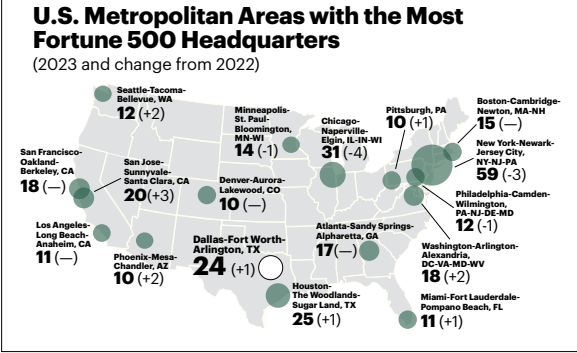 U.S. Metropolitan Areas with the Most
Fortune 500 Headquarters
(2023 and change from 2022)
Seattle-Tacoma-
Bellevue, WA
12 (+2)
Minneapolis-
St. Paul-
Bloomington,
MN-WI
14 (-1)
Chicago-
Naperville-
Elgin, IL-IN-WI
31 (-4)
Pittsburgh, PA
10 (+1)
Boston-Cambridge-
Newton, MA-NH
15 (—)
New York-Newark-
Jersey City,
NY-NJ-PA
59 (-3)
San Francisco-
Oakland-
Berkeley, CA
18 (—)
San Jose-
Sunnyvale-
Santa Clara, CA
20(+3)
Denver-Aurora-
Lakewood, CO
10 (—)
Philadelphia-Camden-
Wilmington,
PA-NJ-DE-MD
12 (-1)
Los Angeles-
Long Beach-
Anaheim, CA
11 (—)
Phoenix-Mesa-
Chandler, AZ
10 (+2)
Dallas-Fort Worth-
Arlington, TX
24 (+1)
Atlanta-Sandy Springs-
Alpharetta, GA
17(—)
Washington-Arlington-
Alexandria,
DC-VA-MD-WV
18 (+2)
Houston-
The Woodlands-
Sugar Land, TX
25 (+1)
Miami-Fort Lauderdale-
Pompano Beach, FL
11 (+1)